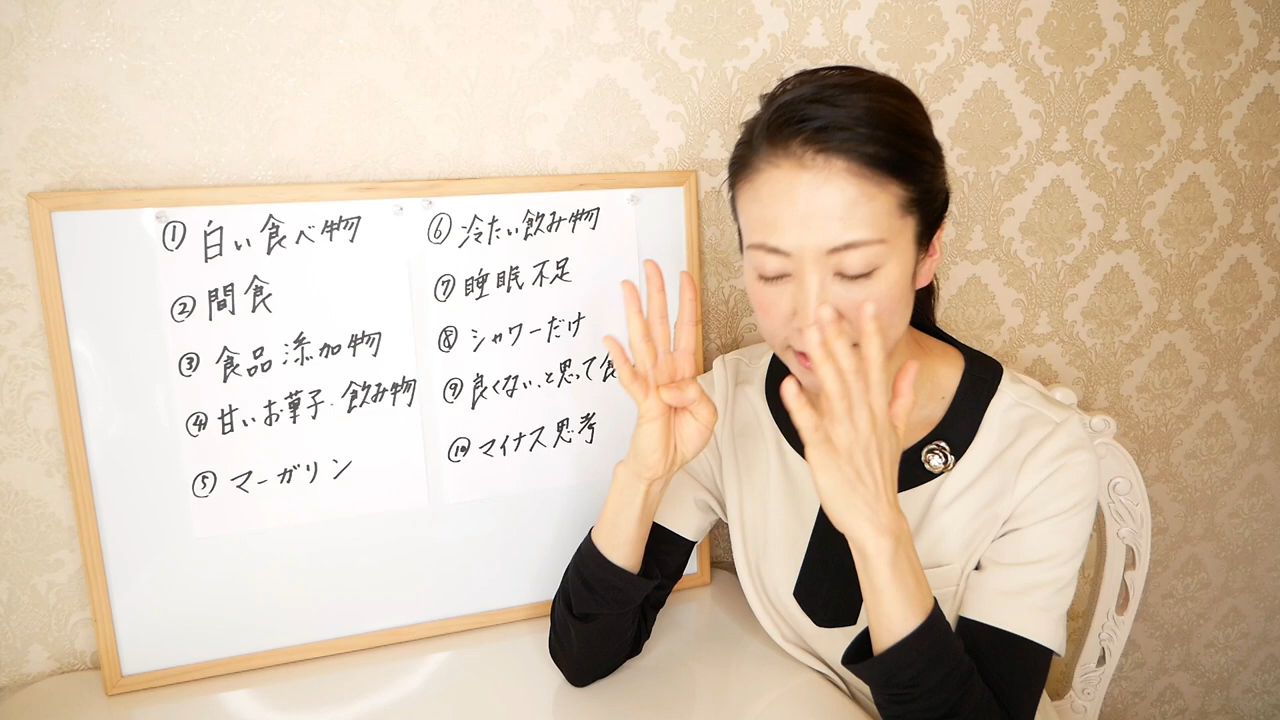 ① 白い食べ物
② 間食
③ 食品添加物
④ 甘いお菓子・飲み物
⑤ マーガリン
⑥ 冷たい飲み物
⑦ 睡眠不足
⑧ シャワーだけ
⑨ 良くない、と思って食
⑩ マイナス思考